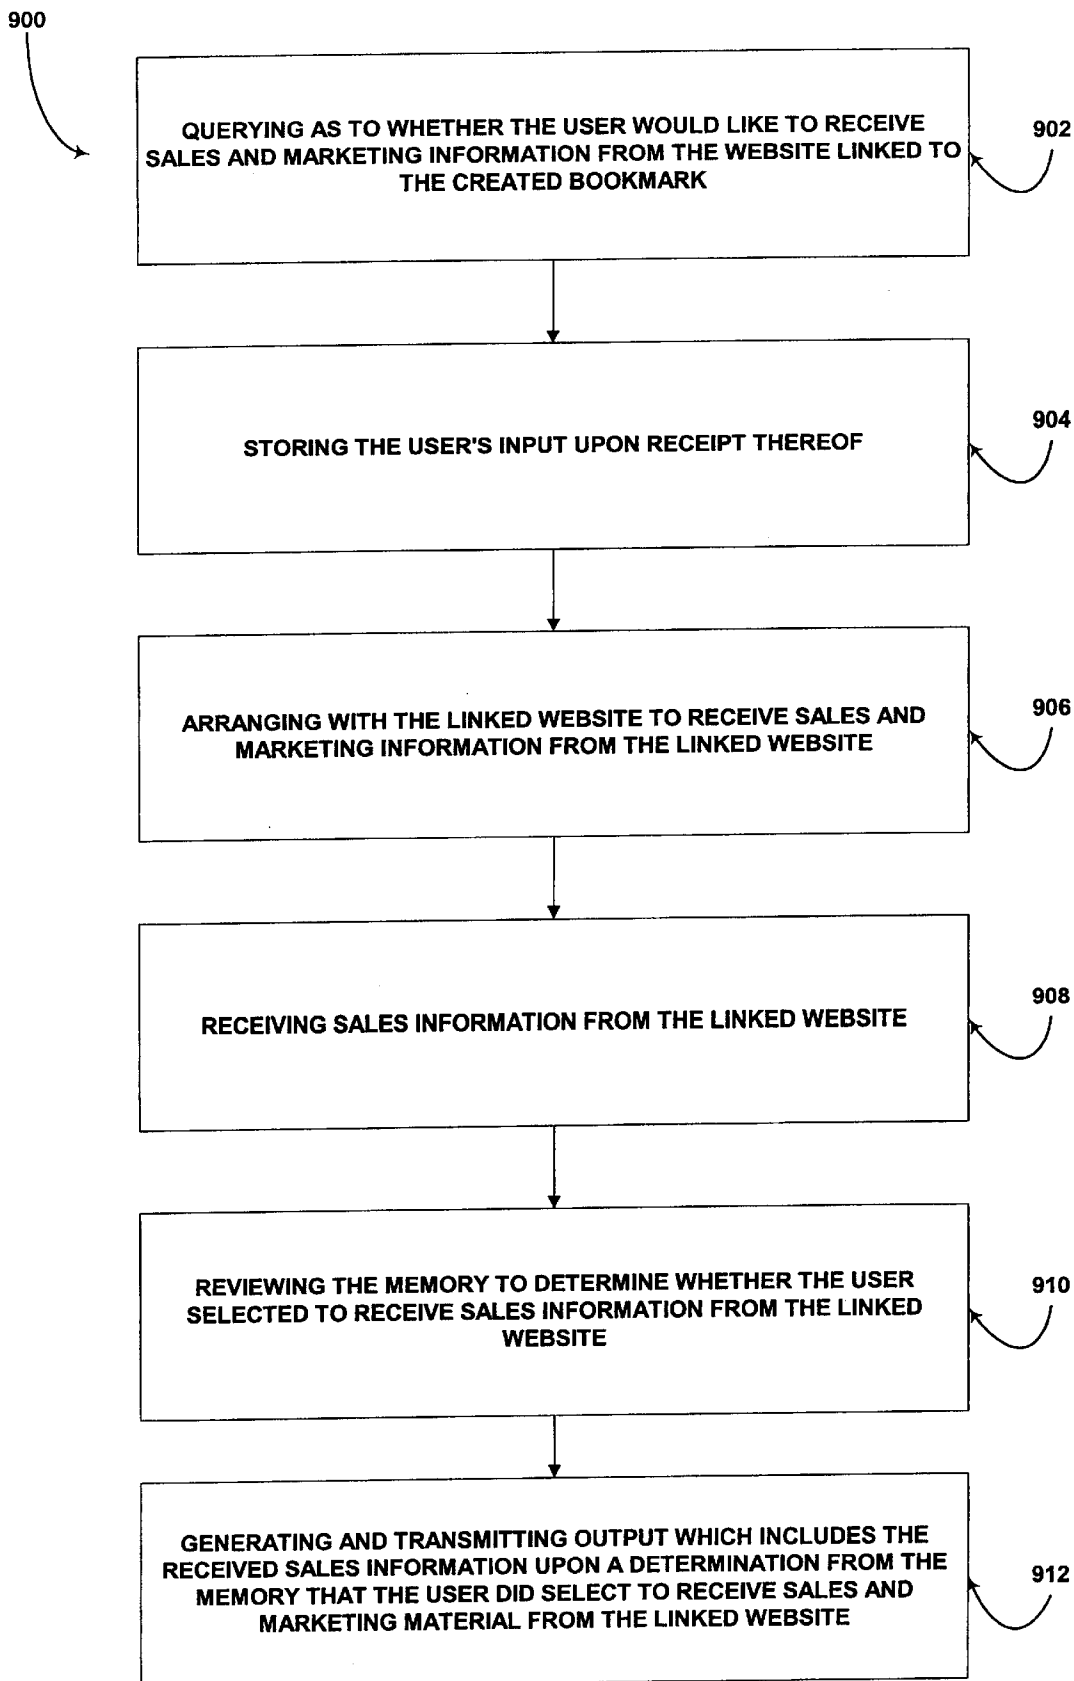 900
QUERYING AS TO WHETHER THE USER WOULD LIKE TO RECEIVE
SALES AND MARKETING INFORMATION FROM THE WEBSITE LINKED TO
THE CREATED BOOKMARK
902
STORING THE USER'S INPUT UPON RECEIPT THEREOF
904
ARRANGING WITH THE LINKED WEBSITE TO RECEIVE SALES AND
MARKETING INFORMATION FROM THE LINKED WEBSITE
906
RECEIVING SALES INFORMATION FROM THE LINKED WEBSITE
908
REVIEWING THE MEMORY TO DETERMINE WHETHER THE USER
SELECTED TO RECEIVE SALES INFORMATION FROM THE LINKED
WEBSITE
910
GENERATING AND TRANSMITTING OUTPUT WHICH INCLUDES THE
RECEIVED SALES INFORMATION UPON A DETERMINATION FROM THE
MEMORY THAT THE USER DID SELECT TO RECEIVE SALES AND
MARKETING MATERIAL FROM THE LINKED WEBSITE
912